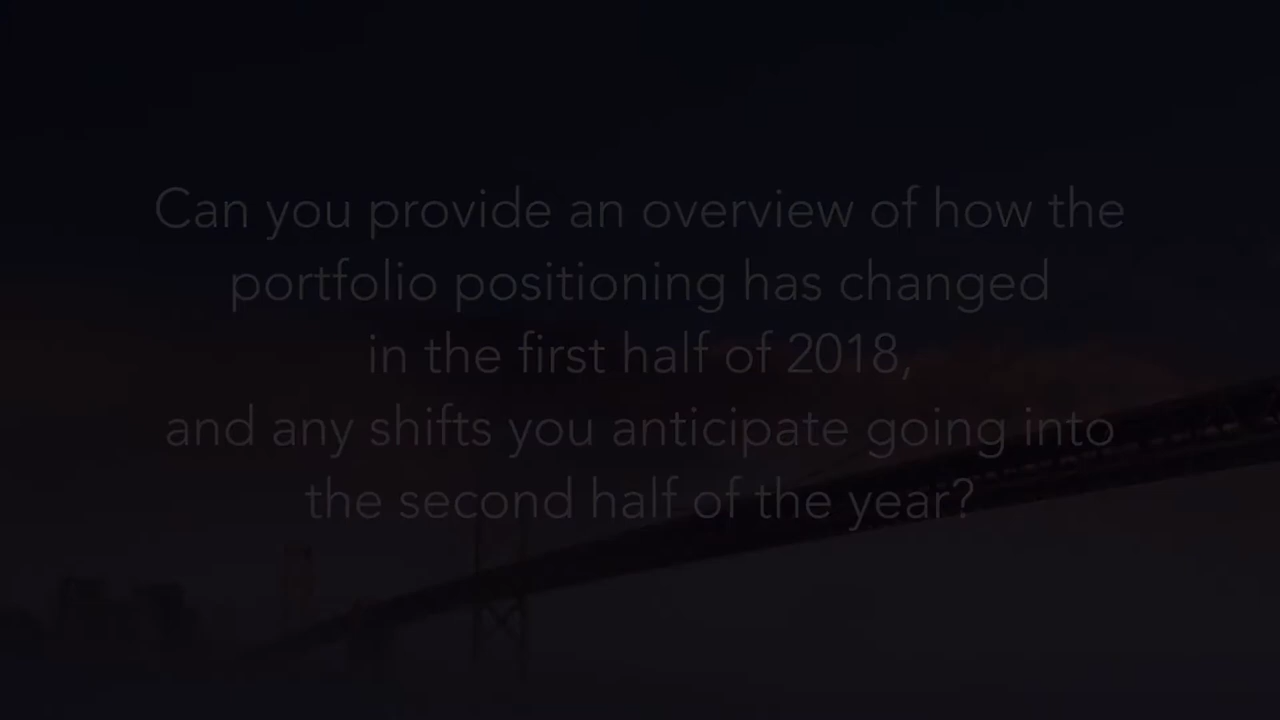 Can you provide an overview of how the
portfolio positioning has changed
in the first half of 2018,
and any shifts you anticipate going into
the second half of the year?